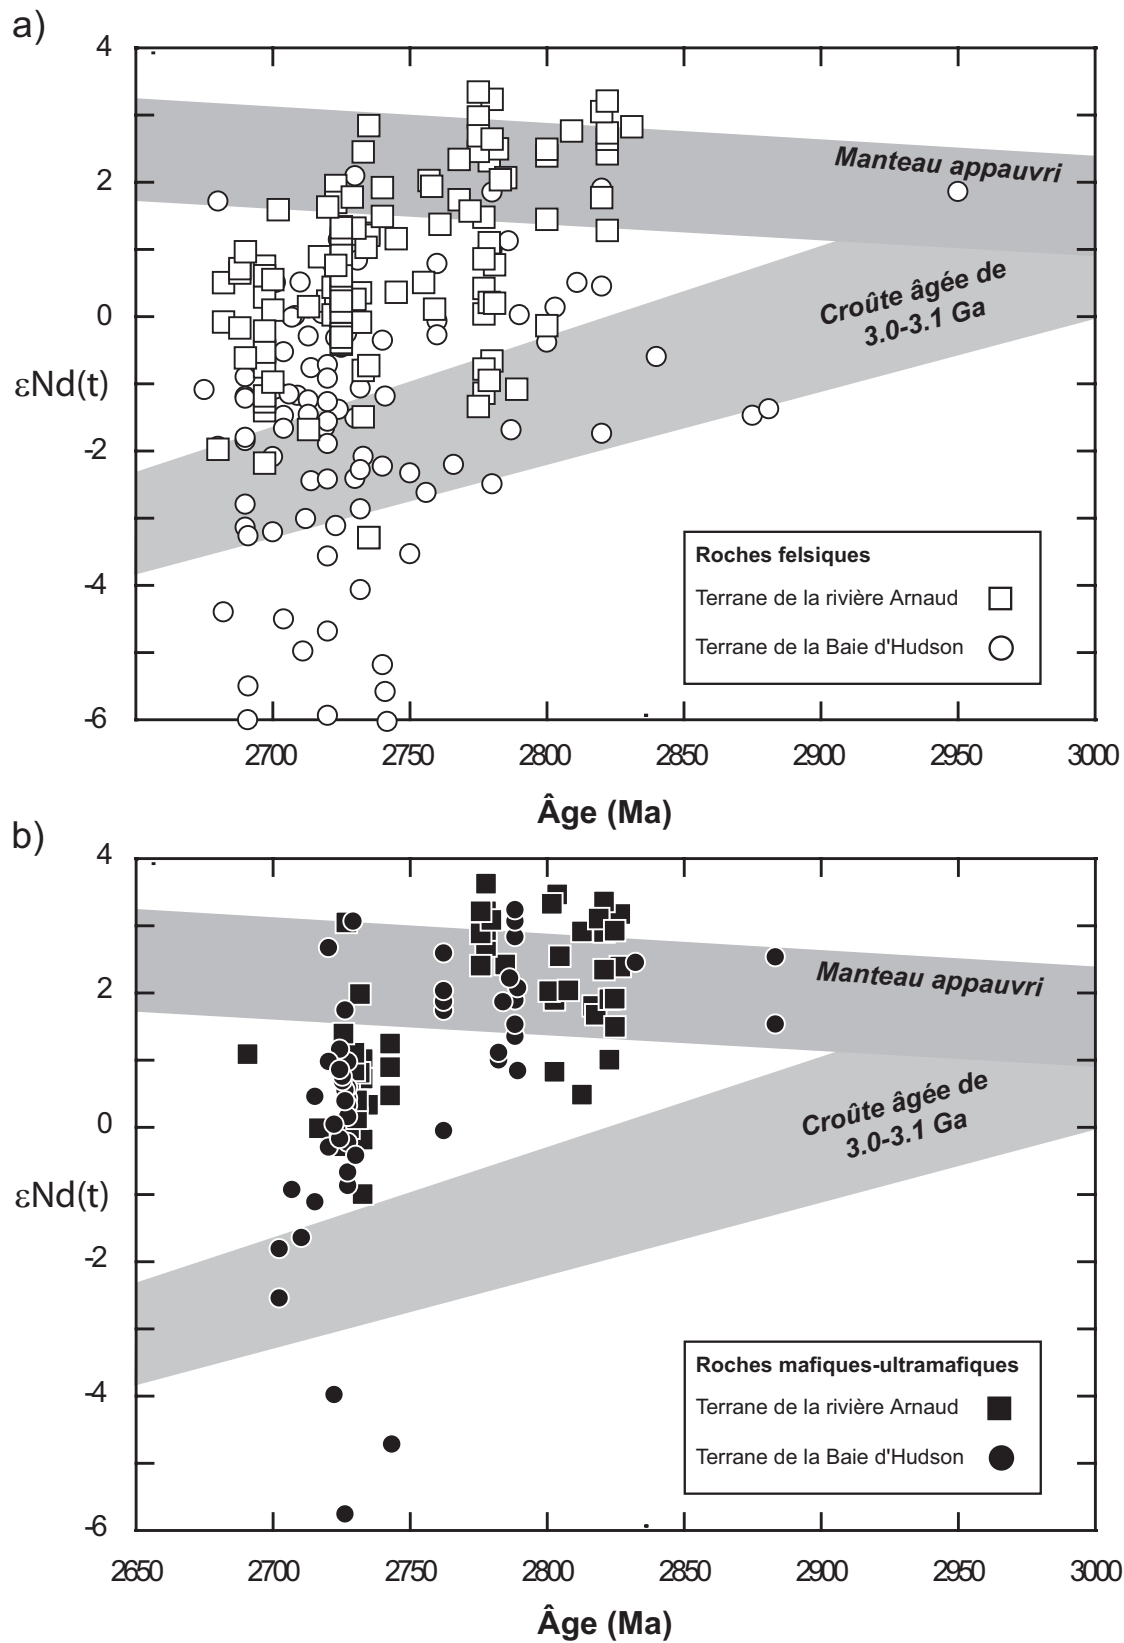 a)
4
2
0
εNd(t)
-2
-4
-6
Manteau appauvri
Croûte âgée de
3.0-3.1 Ga
Roches felsiques
Terrane de la rivière Arnaud
Terrane de la Baie d'Hudson
2700 2750 2800 2850 2900 2950 3000
Âge (Ma)
b)
4
2
0
εNd(t)
-2
-4
-6
Manteau appauvri
Croûte âgée de
3.0-3.1 Ga
Roches mafiques-ultramafiques
Terrane de la rivière Arnaud
Terrane de la Baie d'Hudson
2650 2700 2750 2800 2850 2900 2950 3000
Âge (Ma)